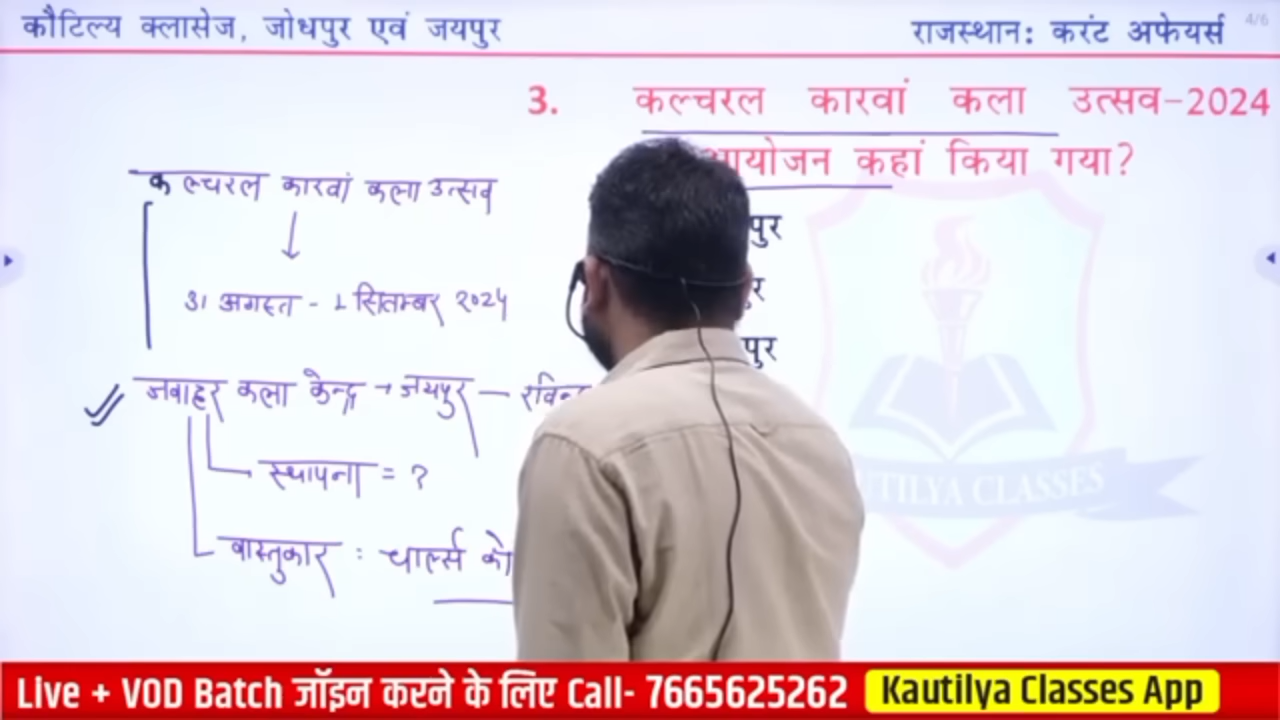 कौटिल्य क्लासेज, जोधपुर एवं जयपुर
राजस्थान: करंट अफेयर्स
4/6
3. कल्चरल कारवां कला उत्सव-2024
आयोजन कहां किया गया?
कल्चरल कारवां कला उत्सव
31 अगस्त - 1 सितम्बर 2024
जवाहर कला केन्द्र → जयपुर —
स्थापना = ?
वास्तुकार : चार्ल्स
KAUTILYA CLASSES
Live + VOD Batch जॉइन करने के लिए Call- 7665625262
Kautilya Classes App